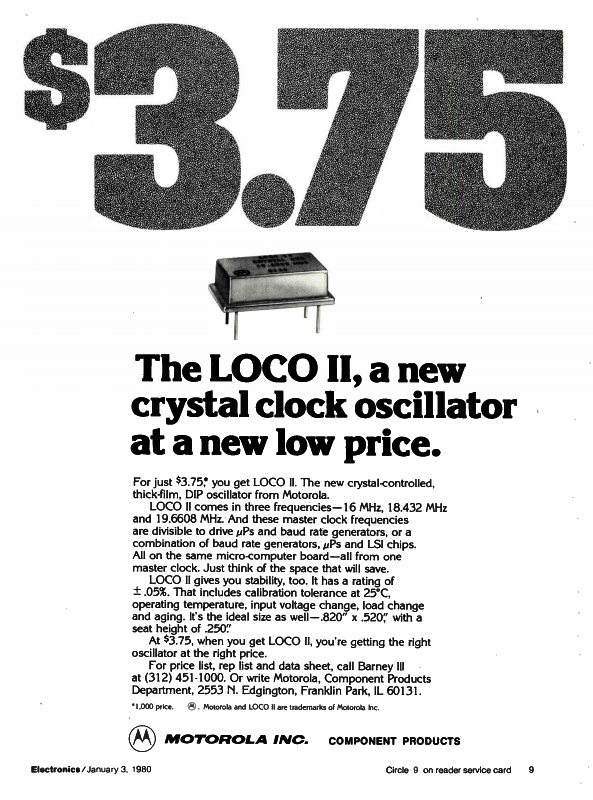 $3.75
The LOCO II, a new
crystal clock oscillator
at a new low price.
For just $3.75,* you get LOCO II. The new crystal-controlled,
thick-film, DIP oscillator from Motorola.
LOCO II comes in three frequencies—16 MHz, 18.432 MHz
and 19.6608 MHz. And these master clock frequencies
are divisible to drive µPs and baud rate generators, or a
combination of baud rate generators, µPs and LSI chips.
All on the same micro-computer board—all from one
master clock. Just think of the space that will save.
LOCO II gives you stability, too. It has a rating of
± .05%. That includes calibration tolerance at 25°C,
operating temperature, input voltage change, load change
and aging. It's the ideal size as well—.820" x .520," with a
seat height of .250."
At $3.75, when you get LOCO II, you're getting the right
oscillator at the right price.
For price list, rep list and data sheet, call Barney Ill
at (312) 451-1000. Or write Motorola, Component Products
Department, 2553 N. Edgington, Franklin Park, IL 60131.
*1,000 price. Ⓜ. Motorola and LOCO II are trademarks of Motorola Inc.
Ⓜ MOTOROLA INC. COMPONENT PRODUCTS
Electronics/January 3, 1980 Circle 9 on reader service card 9